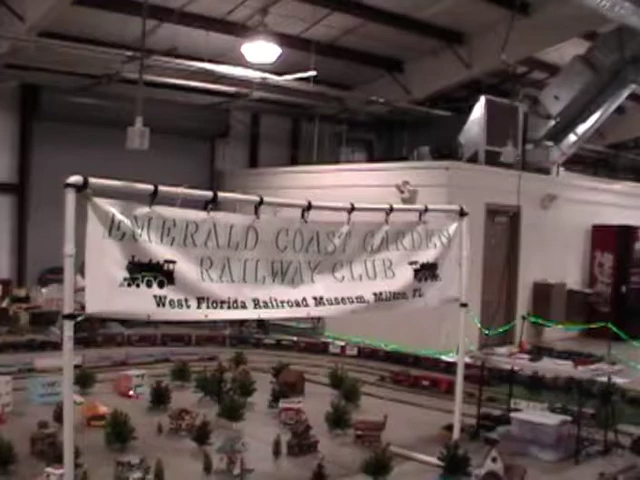 EMERALD COAST GARDEN
RAILWAY CLUB
West Florida Railroad Museum, Milton, FL